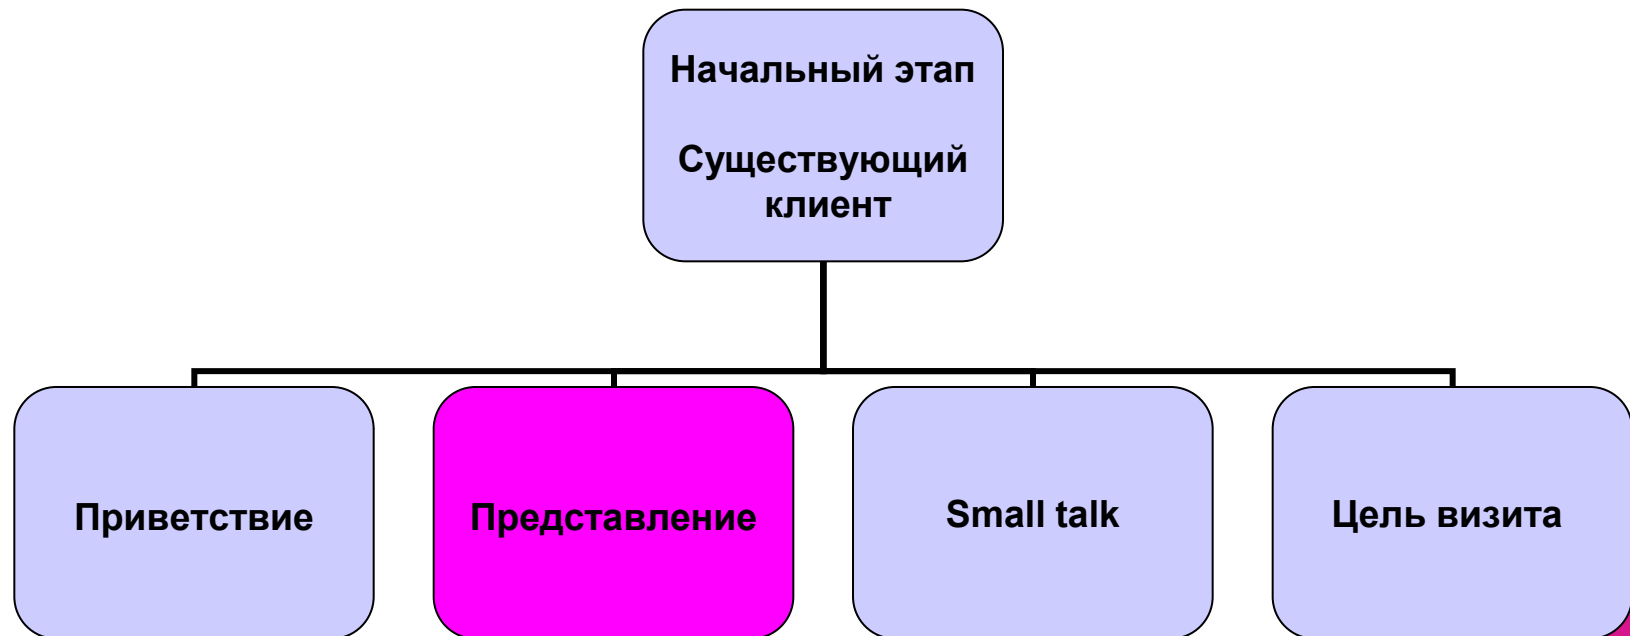 Начальный этап
Существующий
клиент
Приветствие
Представление
Small talk
Цель визита